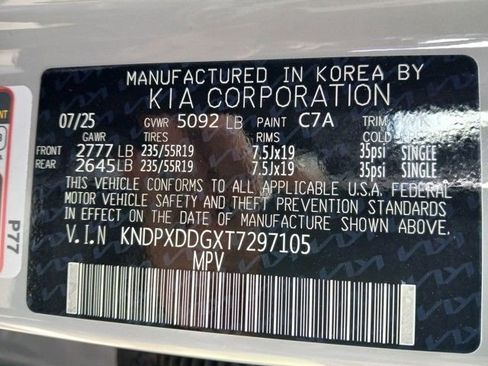 MANUFACTURED IN KOREA BY
KIA CORPORATION
07/25 GVWR 5092 LB PAINT C7A TRIM
GAWR TIRES RIMS COLD
FRONT 2777 LB 235/55R19 7.5Jx19 35psi SINGLE
REAR 2645 LB 235/55R19 7.5Jx19 35psi SINGLE
THIS VEHICLE CONFORMS TO ALL APPLICABLE U.S.A. FEDERAL
MOTOR VEHICLE SAFETY AND THEFT PREVENTION STANDARDS
IN EFFECT ON THE DATE OF MANUFACTURE SHOWN ABOVE.
V.I.N KNDPXDDGXT7297105
MPV
P77